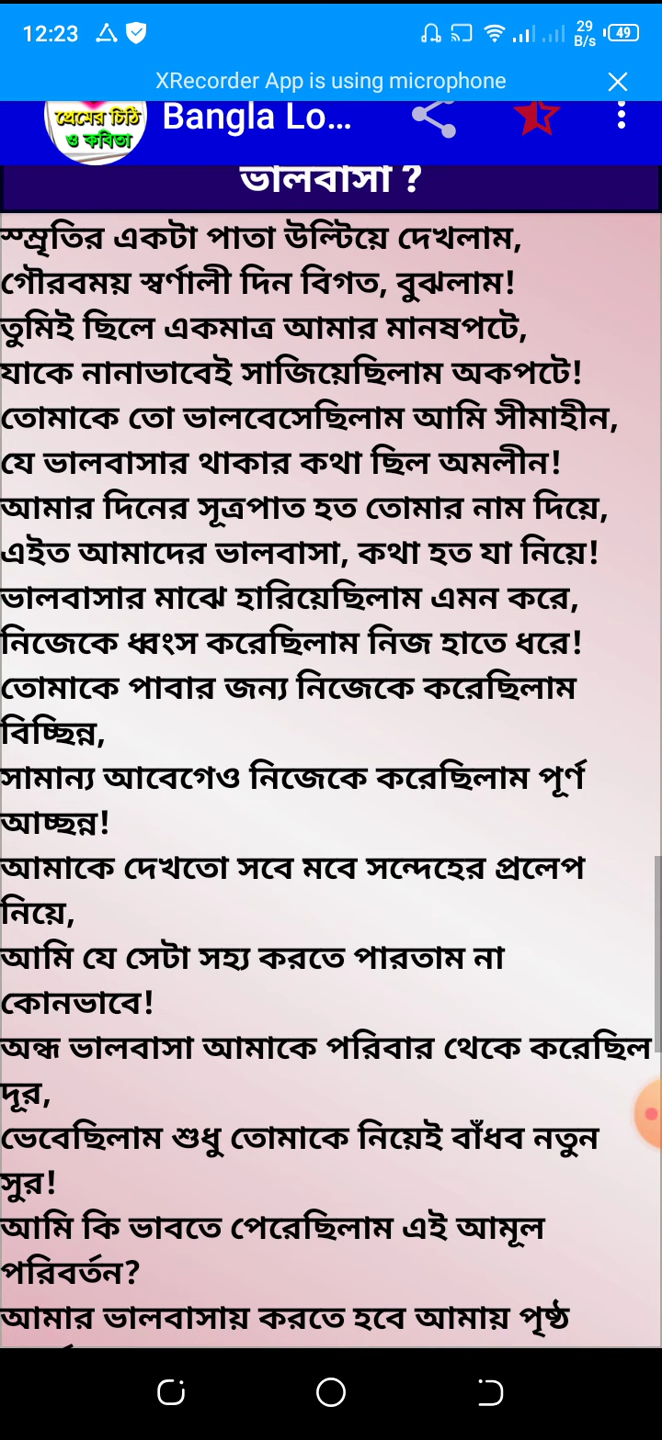 12:23
29
B/s
49
XRecorder App is using microphone
প্রেমের চিঠি
ও কবিতা
Bangla Lo...
ভালবাসা ?
স্ম্রৃতির একটা পাতা উল্টিয়ে দেখলাম,
গৌরবময় স্বর্ণালী দিন বিগত, বুঝলাম!
তুমিই ছিলে একমাত্র আমার মানষপটে,
যাকে নানাভাবেই সাজিয়েছিলাম অকপটে!
তোমাকে তো ভালবেসেছিলাম আমি সীমাহীন,
যে ভালবাসার থাকার কথা ছিল অমলীন!
আমার দিনের সূত্রপাত হত তোমার নাম দিয়ে,
এইত আমাদের ভালবাসা, কথা হত যা নিয়ে!
ভালবাসার মাঝে হারিয়েছিলাম এমন করে,
নিজেকে ধ্বংস করেছিলাম নিজ হাতে ধরে!
তোমাকে পাবার জন্য নিজেকে করেছিলাম
বিচ্ছিন্ন,
সামান্য আবেগেও নিজেকে করেছিলাম পূর্ণ
আচ্ছন্ন!
আমাকে দেখতো সবে মবে সন্দেহের প্রলেপ
নিয়ে,
আমি যে সেটা সহ্য করতে পারতাম না
কোনভাবে!
অন্ধ ভালবাসা আমাকে পরিবার থেকে করেছিল
দূর,
ভেবেছিলাম শুধু তোমাকে নিয়েই বাঁধব নতুন
সুর!
আমি কি ভাবতে পেরেছিলাম এই আমূল
পরিবর্তন?
আমার ভালবাসায় করতে হবে আমায় পৃষ্ঠ